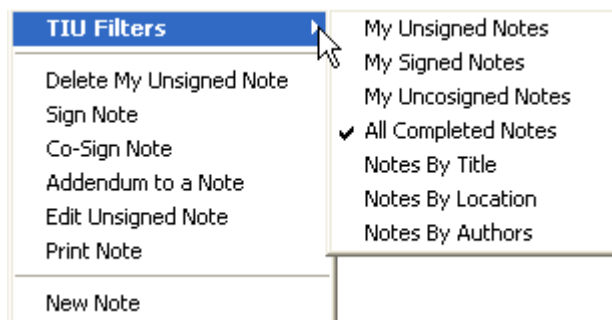 TIU Filters
Delete My Unsigned Note
Sign Note
Co-Sign Note
Addendum to a Note
Edit Unsigned Note
Print Note
New Note
My Unsigned Notes
My Signed Notes
My Uncosigned Notes
All Completed Notes
Notes By Title
Notes By Location
Notes By Authors